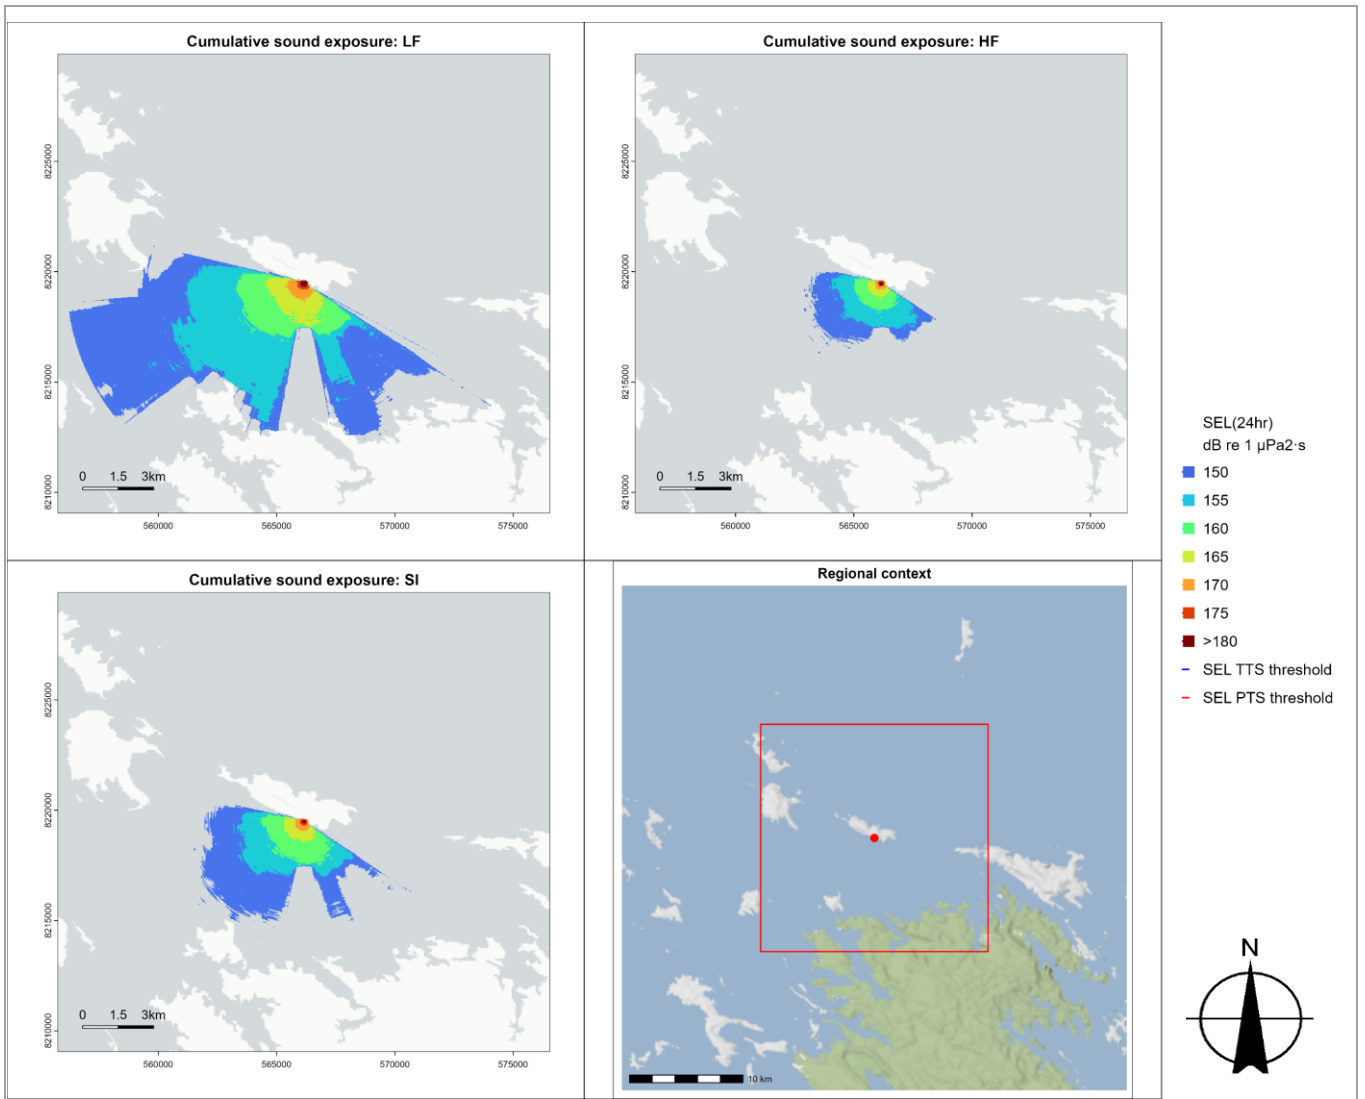 Cumulative sound exposure: LF
8225000
8220000
8215000
8210000
0 1.5 3km
560000 565000 570000 575000
Cumulative sound exposure: HF
8225000
8220000
8215000
8210000
0 1.5 3km
560000 565000 570000 575000
Cumulative sound exposure: SI
8225000
8220000
8215000
8210000
0 1.5 3km
560000 565000 570000 575000
Regional context
10 km
SEL(24hr)
dB re 1 µPa2·s
150
155
160
165
170
175
>180
SEL TTS threshold
SEL PTS threshold
N